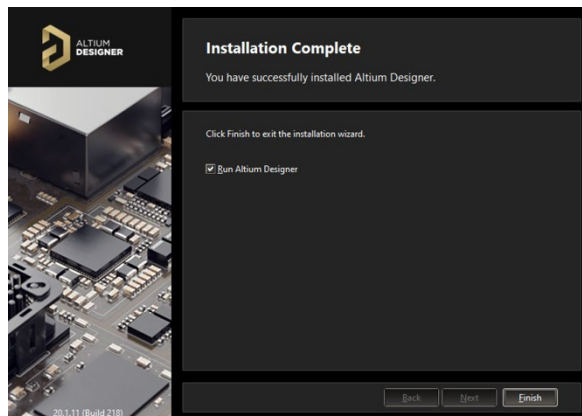 ALTIUM
DESIGNER
Installation Complete
You have successfully installed Altium Designer.
Click Finish to exit the installation wizard.
Run Altium Designer
20.1.11 (Build 218)
Back
Next
Finish